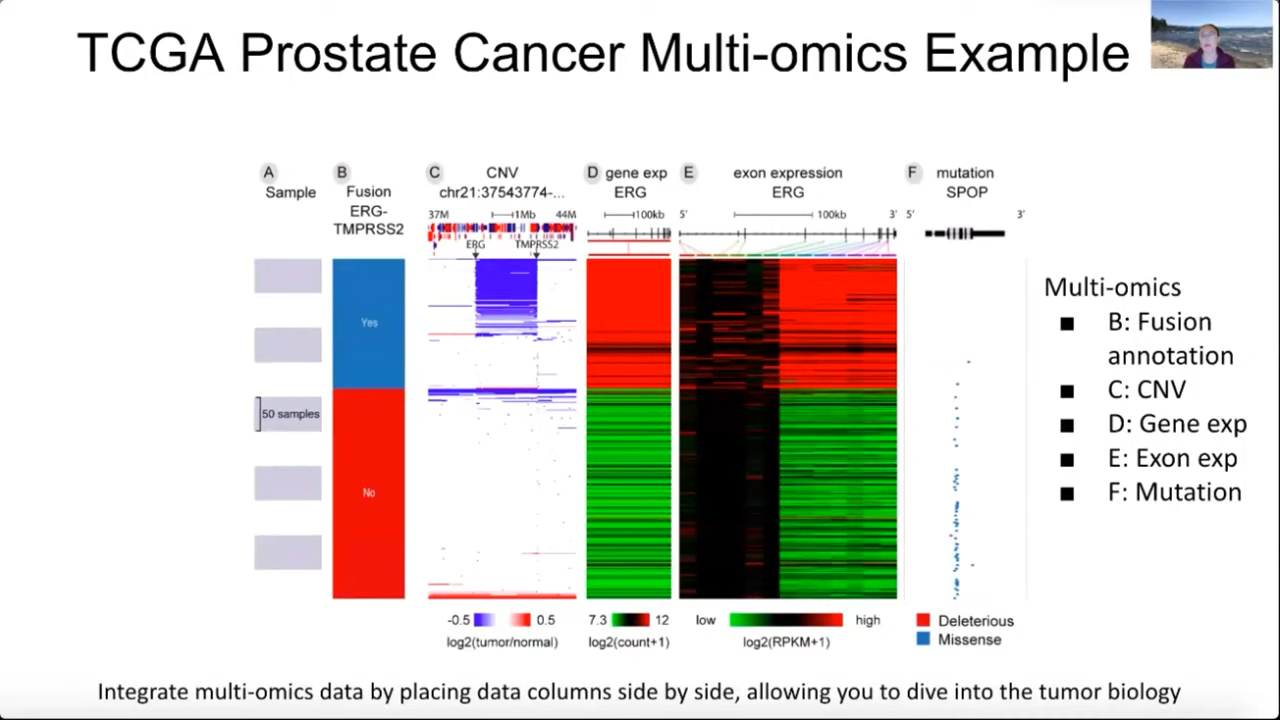 TCGA Prostate Cancer Multi-omics Example
A
Sample
B
Fusion
ERG-
TMPRSS2
C CNV
chr21:37543774-...
37M 1Mb 44M
ERG TMPRSS2
D gene exp
ERG
100kb
E exon expression
ERG
5' 100kb 3'
F mutation
SPOP
5' 3'
50 samples
Yes
No
-0.5 0.5
log2(tumor/normal)
7.3 12
log2(count+1)
low high
log2(RPKM+1)
Deleterious
Missense
Multi-omics
B: Fusion
annotation
C: CNV
D: Gene exp
E: Exon exp
F: Mutation
Integrate multi-omics data by placing data columns side by side, allowing you to dive into the tumor biology